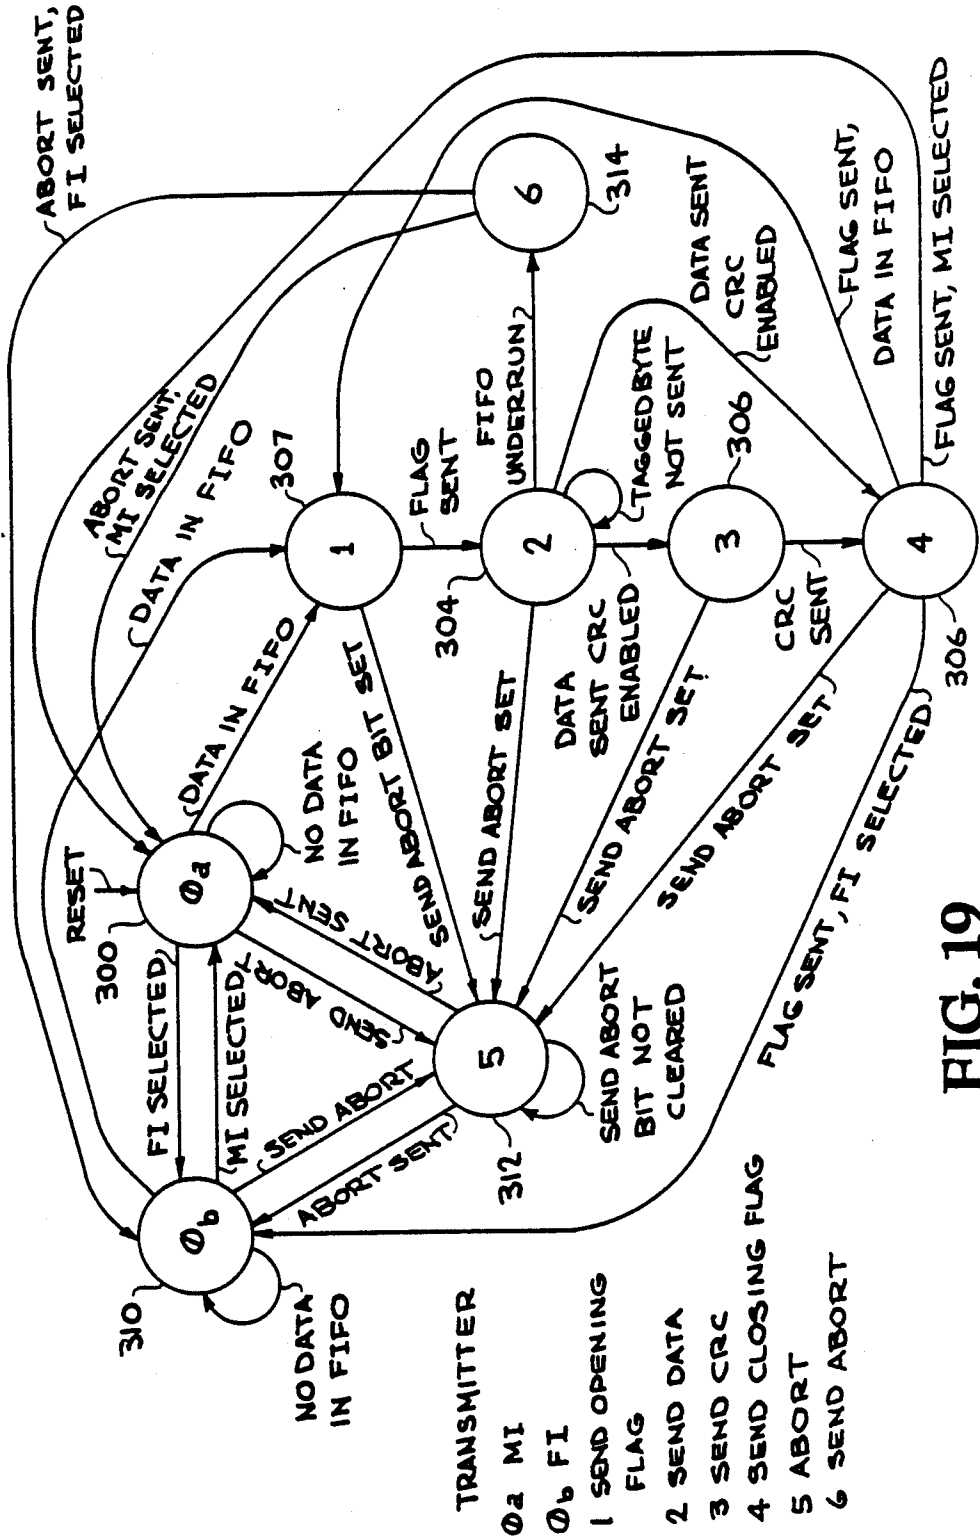 ABORT SENT,
FI SELECTED
ABORT SENT,
MI SELECTED
DATA IN FIFO
DATA IN FIFO
RESET
300
0a
NO DATA
IN FIFO
FI SELECTED
MI SELECTED
310
0b
NO DATA
IN FIFO
SEND ABORT
ABORT SENT
SEND ABORT
ABORT SENT
307
1
FLAG
SENT
SEND ABORT BIT SET
6
314
FIFO
UNDERRUN
304
2
TAGGED BYTE
NOT SENT
DATA SENT
CRC
ENABLED
SEND ABORT SET
DATA
SENT CRC
ENABLED
3
306
SEND ABORT SET
CRC
SENT
4
306
SEND ABORT SET
FLAG SENT,
DATA IN FIFO
FLAG SENT, MI SELECTED
FLAG SENT, FI SELECTED
5
312
SEND ABORT
BIT NOT
CLEARED
TRANSMITTER
0a MI
0b FI
1 SEND OPENING
FLAG
2 SEND DATA
3 SEND CRC
4 SEND CLOSING FLAG
5 ABORT
6 SEND ABORT
FIG. 19